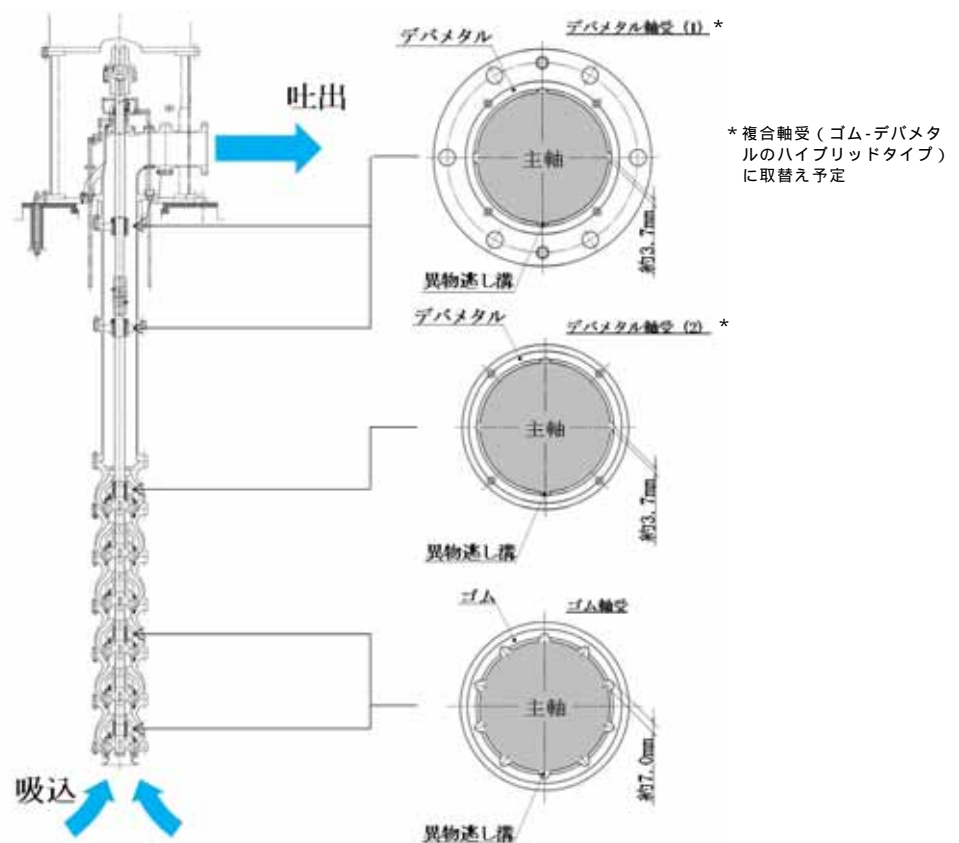 吐出
吸込
デバメタル
デバメタル軸受 (1) *
主軸
約3.7mm
異物逃し溝
* 複合軸受(ゴム-デバメタ
ルのハイブリッドタイプ)
に取替え予定
デバメタル
デバメタル軸受 (2) *
主軸
約3.7mm
異物逃し溝
ゴム
ゴム軸受
主軸
約7.0mm
異物逃し溝